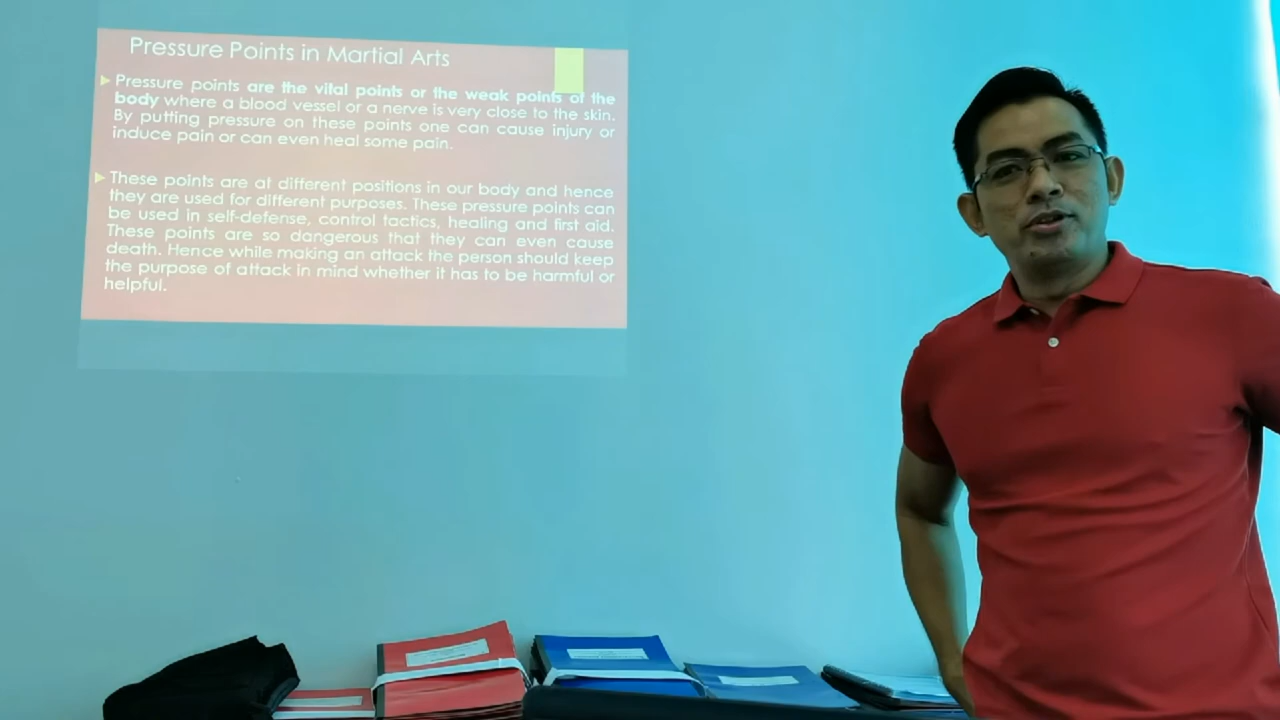 Pressure Points in Martial Arts
Pressure points are the vital points or the weak points of the
body where a blood vessel or a nerve is very close to the skin.
By putting pressure on these points one can cause injury or
induce pain or can even heal some pain.
These points are at different positions in our body and hence
they are used for different purposes. These pressure points can
be used in self-defense, control tactics, healing and first aid.
These points are so dangerous that they can even cause
death. Hence while making an attack the person should keep
the purpose of attack in mind whether it has to be harmful or
helpful.